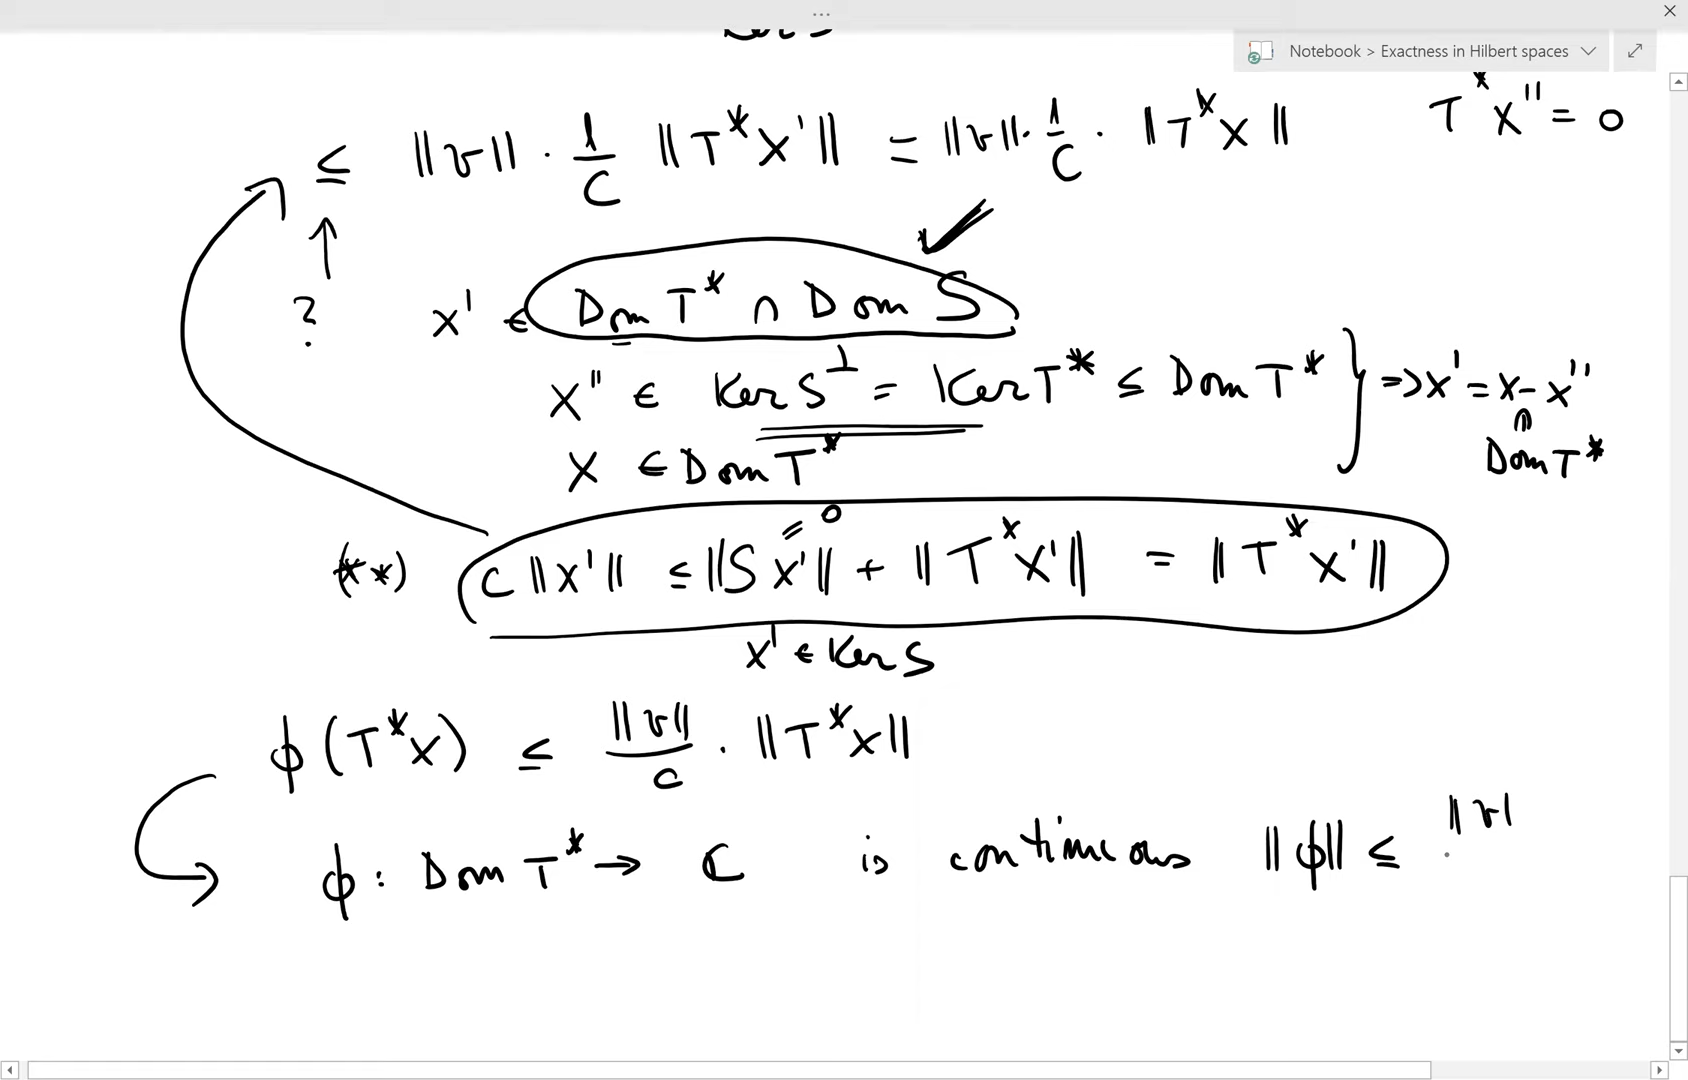 Notebook > Exactness in Hilbert spaces
≤ ||v|| · 1/C ||T*x'|| = ||v|| · 1/C · ||T*x|| T*x'' = 0
? x' ∈ Dom T* ∩ Dom S
x'' ∈ Ker S⊥ = Ker T* ≤ Dom T* } => x' = x - x''
x ∈ Dom T* ∈ Dom T*
(**) C ||x'|| ≤ ||S x'|| + ||T*x'|| = ||T*x'||
= 0
x' ∈ Ker S
ϕ(T*x) ≤ ||v||/C · ||T*x||
ϕ : Dom T* → ℂ is continuous ||ϕ|| ≤ ||v|